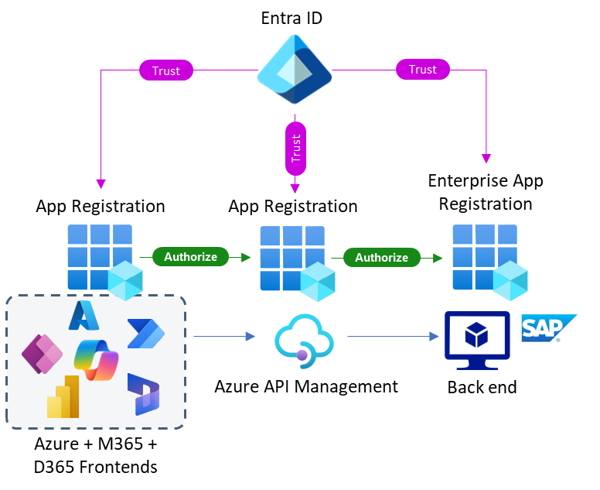 Entra ID
Trust
Trust
Trust
App Registration
App Registration
Enterprise App
Registration
Authorize
Authorize
SAP
Azure API Management
Back end
Azure + M365 +
D365 Frontends